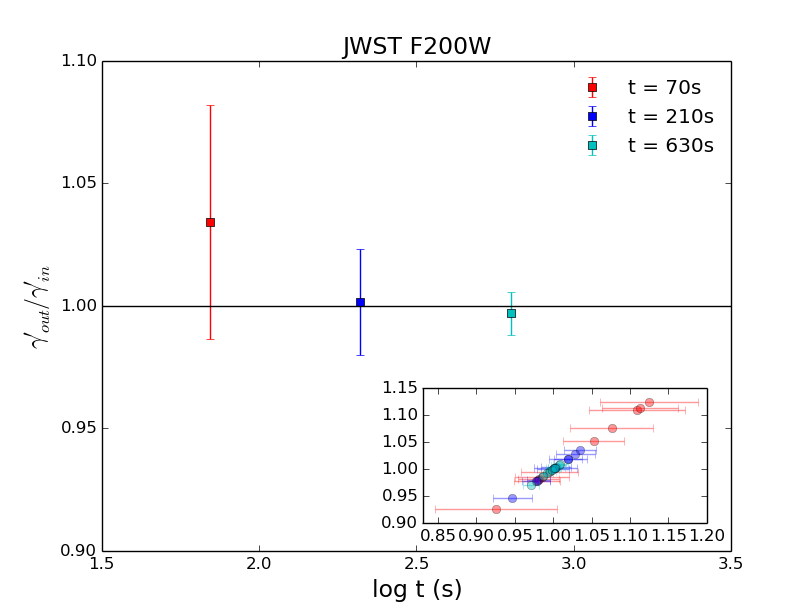 JWST F200W
1.10
1.05
1.00
0.95
0.90
γ′out/γ′in
t = 70s
t = 210s
t = 630s
1.15
1.10
1.05
1.00
0.95
0.90
0.85 0.90 0.95 1.00 1.05 1.10 1.15 1.20
1.5 2.0 2.5 3.0 3.5
log t (s)